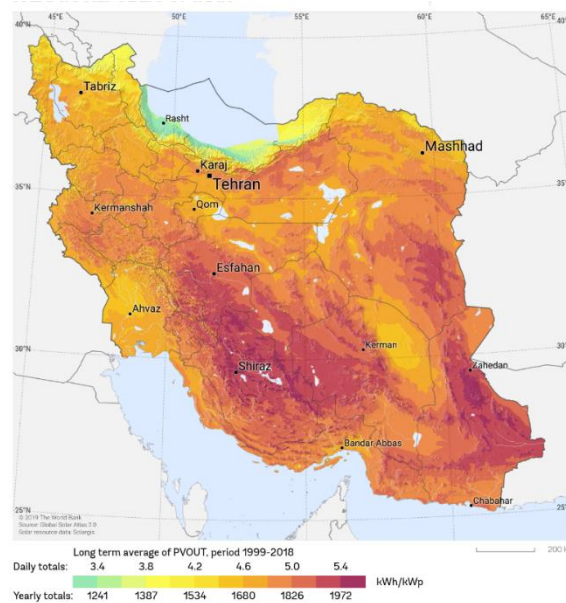 45°E 50°E 55°E 60°E 65°E
40°N
40°N
Tabriz
Rasht
Mashhad
Karaj
Tehran
35°N
35°N
Kermanshah
Qom
Esfahan
Ahvaz
30°N
30°N
Kerman
Zahedan
Shiraz
Bandar Abbas
25°N
Chabahar
25°N
© 2019 The World Bank
Source: Global Solar Atlas 2.0
Solar resource data: Solargis
Long term average of PVOUT, period 1999-2018
200
Daily totals: 3.4 3.8 4.2 4.6 5.0 5.4
kWh/kWp
Yearly totals: 1241 1387 1534 1680 1826 1972